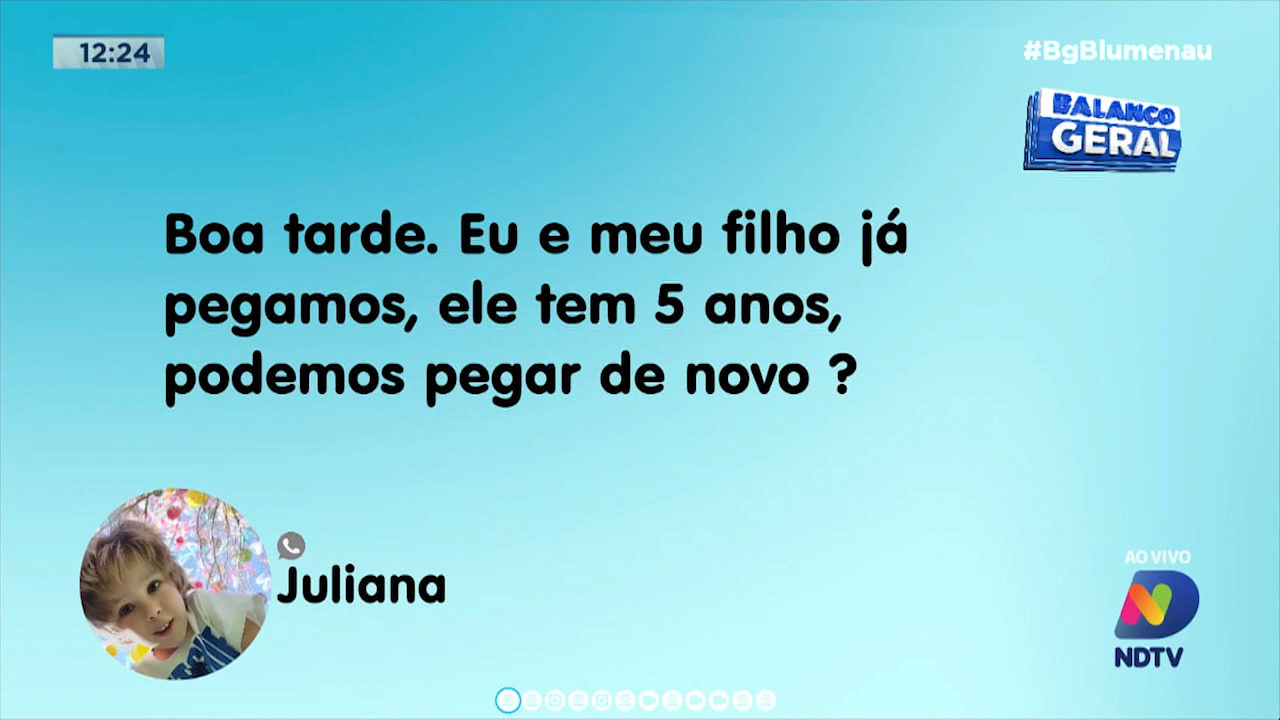 12:24
#BgBlumenau
BALANÇO
GERAL
Boa tarde. Eu e meu filho já
pegamos, ele tem 5 anos,
podemos pegar de novo ?
Juliana
AO VIVO
NDTV